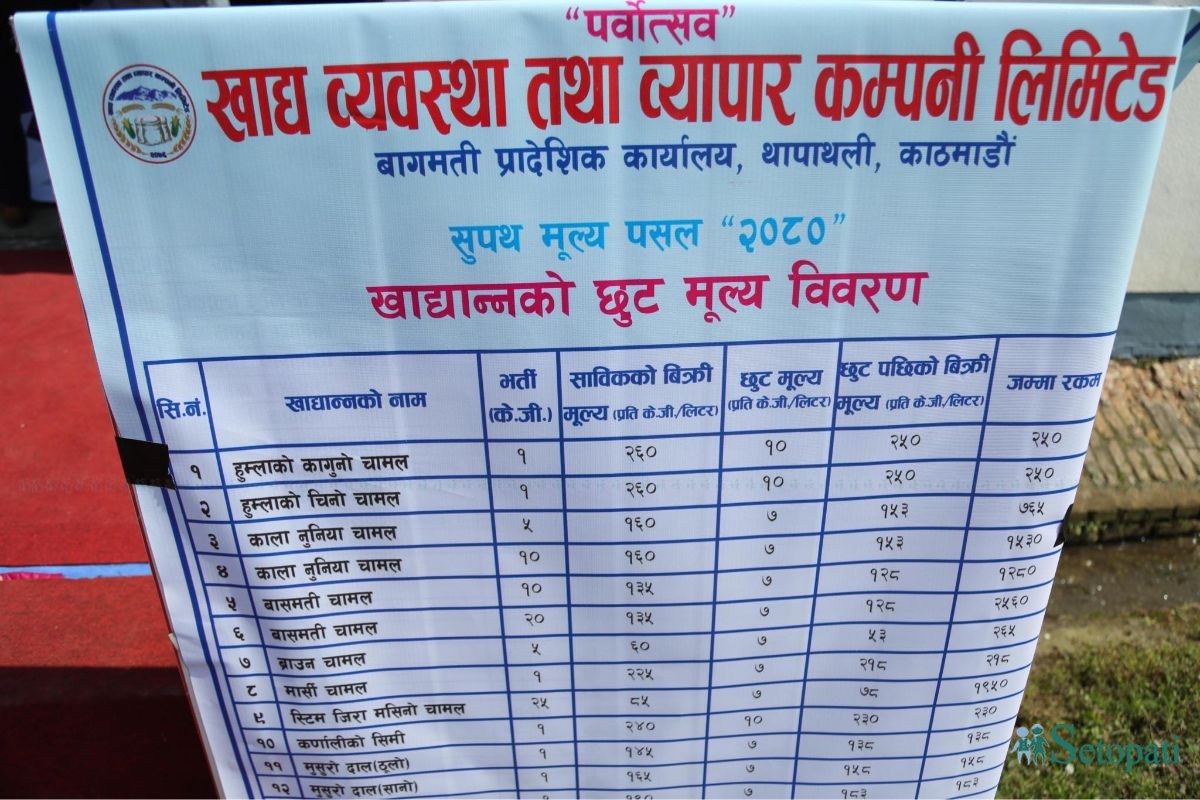 “पर्वोत्सव”
खाद्य व्यवस्था तथा व्यापार कम्पनी लिमिटेड
बागमती प्रादेशिक कार्यालय, थापाथली, काठमाडौं
सुपथ मूल्य पसल “२०८०”
खाद्यान्नको छुट मूल्य विवरण
सि.नं. खाद्यान्नको नाम भर्ती (के.जी.) साविकको बिक्री मूल्य (प्रति के.जी./लिटर) छुट मूल्य (प्रति के.जी./लिटर) छुट पछिको बिक्री मूल्य (प्रति के.जी./लिटर) जम्मा रकम
१ हुम्लाको कागुनो चामल १ २६० १० २५० २५०
२ हुम्लाको चिनो चामल १ २६० १० २५० २५०
३ काला नुनिया चामल ५ १६० ७ १५३ ७६५
४ काला नुनिया चामल १० १६० ७ १५३ १५३०
५ बासमती चामल १० १३५ ७ १२८ १२८०
६ बासमती चामल २० १३५ ७ १२८ २५६०
७ ब्राउन चामल ५ ६० ७ ५३ २६५
८ मार्सी चामल १ २२५ ७ २१८ २१८
९ स्टिम जिरा मसिनो चामल २५ ८५ ७ ७८ १९५०
१० कर्णालीको सिमी १ २४० १० २३० २३०
११ मुसुरो दाल(ठूलो) १ १४५ ७ १३८ १३८
१२ मुसुरो दाल(सानो) १ १६५ ७ १५८ १५८
१ ७ १८३ १८३
Setopati